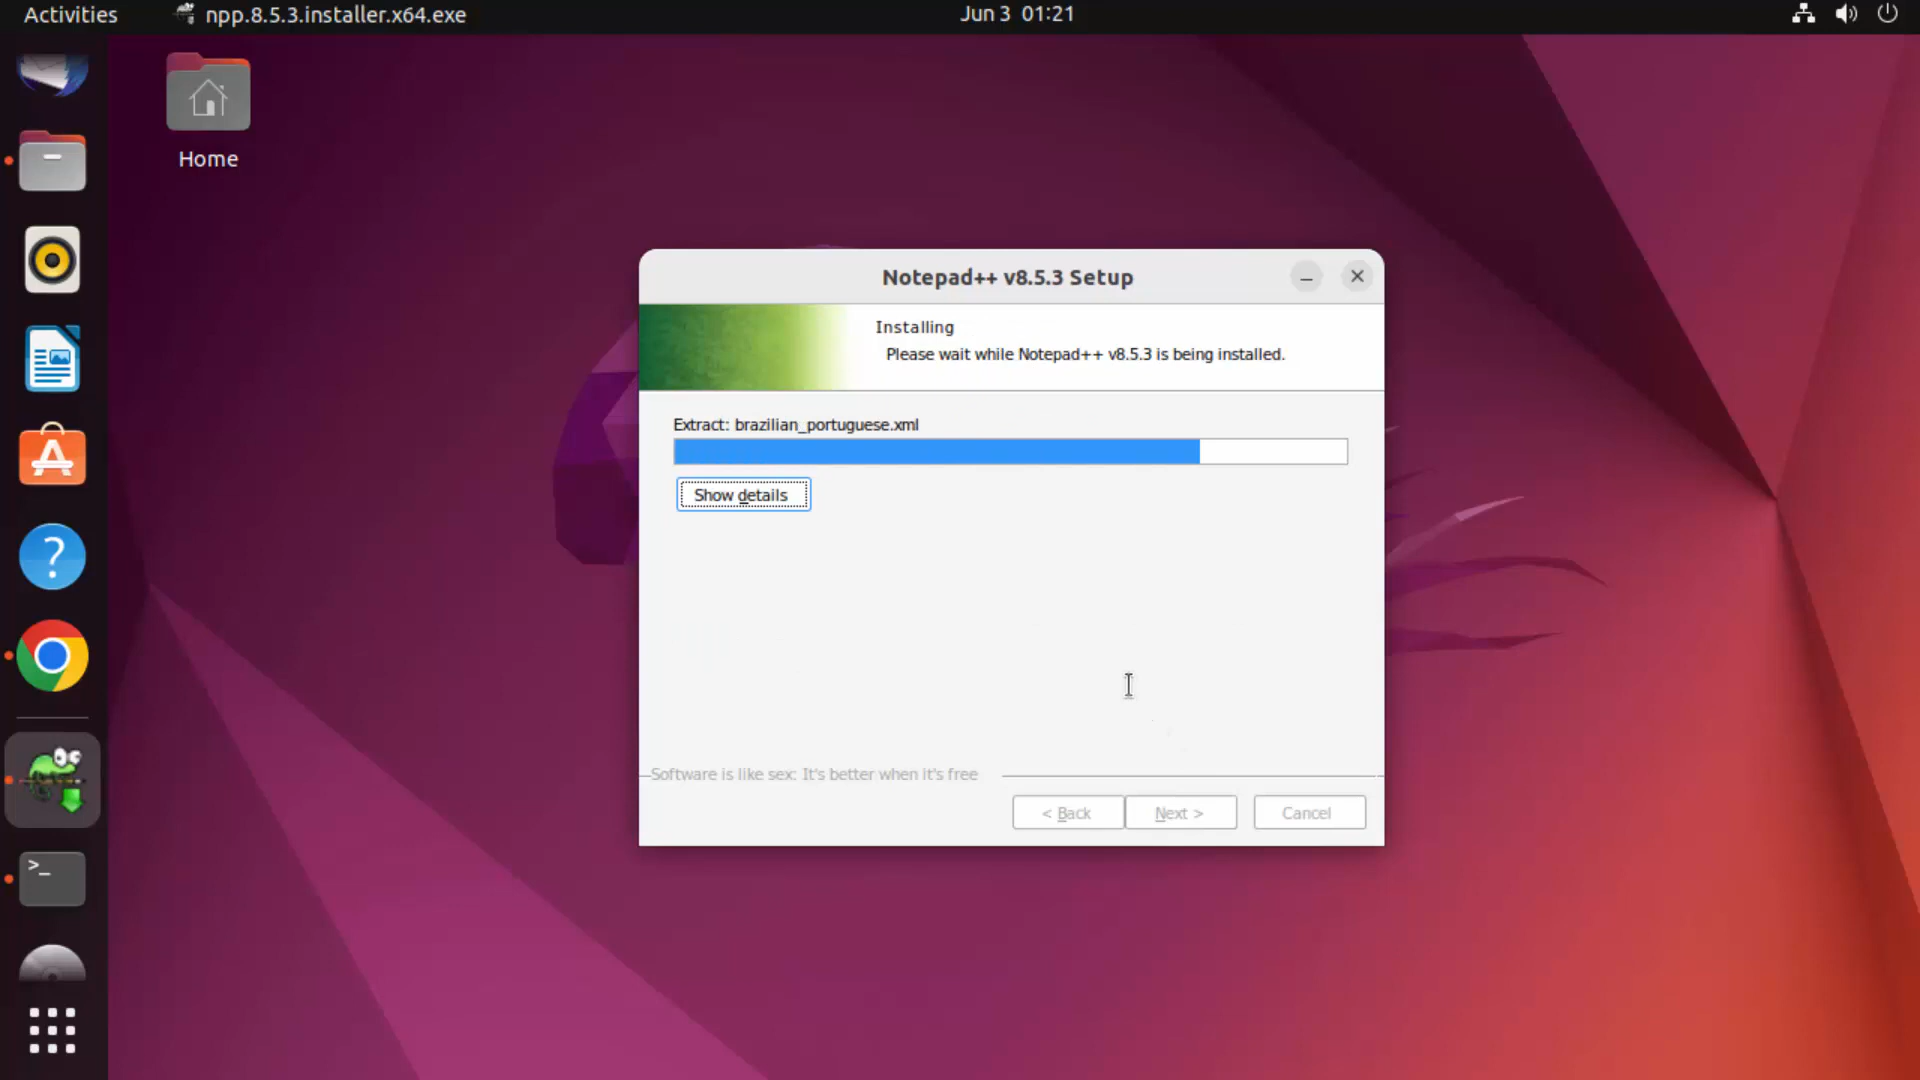 Activities
npp.8.5.3.installer.x64.exe
Jun 3 01:21
Home
Notepad++ v8.5.3 Setup
Installing
Please wait while Notepad++ v8.5.3 is being installed.
Extract: brazilian_portuguese.xml
Show details
Software is like sex: It's better when it's free
< Back
Next >
Cancel